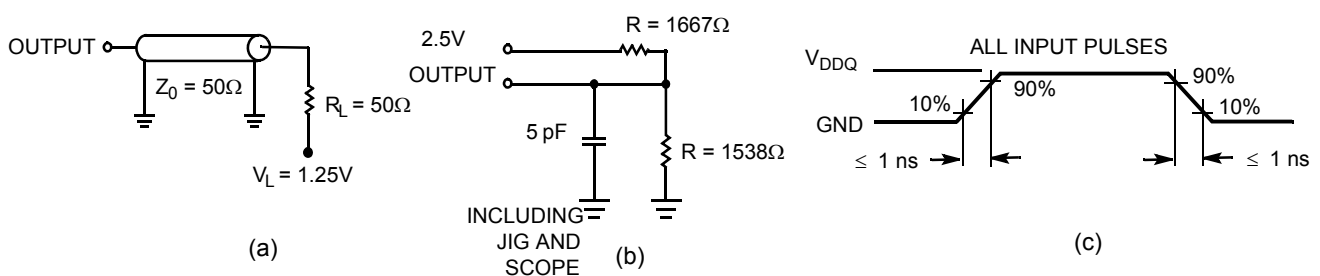 OUTPUT
Z0 = 50Ω
RL = 50Ω
VL = 1.25V
(a)
R = 1667Ω
2.5V
OUTPUT
5 pF
R = 1538Ω
INCLUDING
JIG AND
SCOPE
(b)
ALL INPUT PULSES
VDDQ
90%
90%
10%
10%
GND
≤ 1 ns
≤ 1 ns
(c)